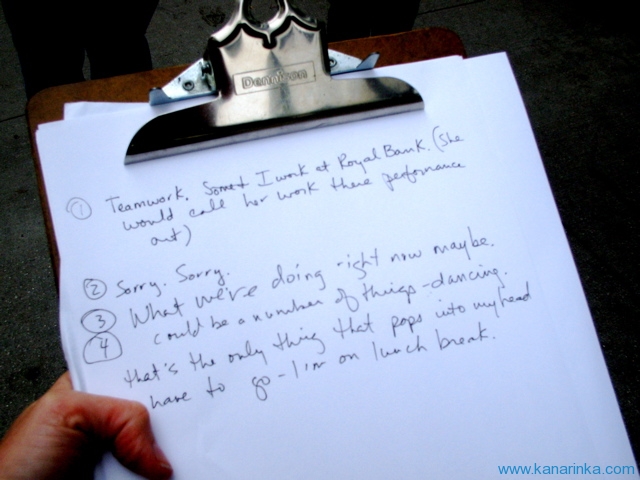 Dennison
① Teamwork. Some I work at Royal Bank. (She
would call her work there performance
art)
② Sorry. Sorry.
③ What we're doing right now maybe.
④ could be a number of things - dancing.
that's the only thing that pops into my head
have to go - I'm on lunch break.
www.kanarinka.com